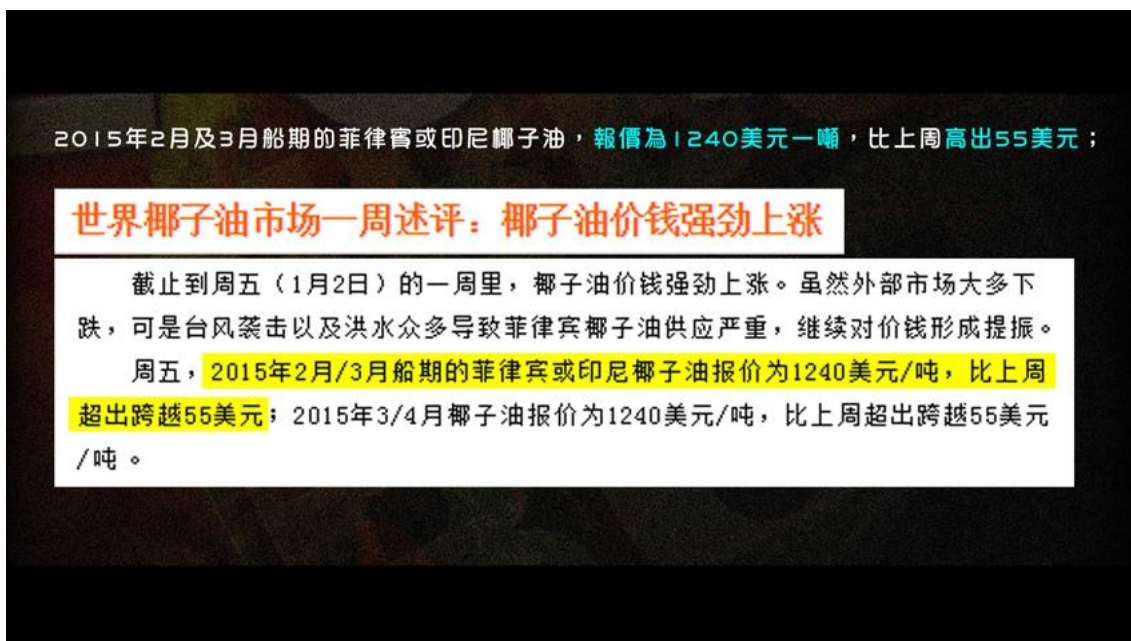 2015年2月及3月船期的菲律賓或印尼椰子油，報價為1240美元一噸，比上周高出55美元；
世界椰子油市场一周述评：椰子油价钱强劲上涨
截止到周五（1月2日）的一周里，椰子油价钱强劲上涨。虽然外部市场大多下
跌，可是台风袭击以及洪水众多导致菲律宾椰子油供应严重，继续对价钱形成提振。
周五，2015年2月/3月船期的菲律宾或印尼椰子油报价为1240美元/吨，比上周
超出跨越55美元；2015年3/4月椰子油报价为1240美元/吨，比上周超出跨越55美元
/吨。